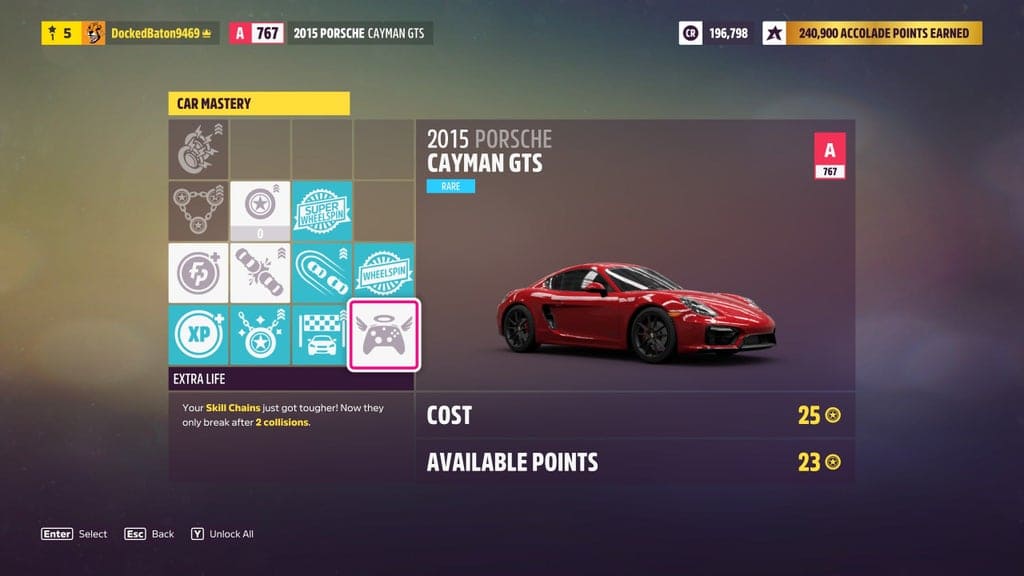 1 5 DockedBaton9469 A 767 2015 PORSCHE CAYMAN GTS
CR 196,798 240,900 ACCOLADE POINTS EARNED
CAR MASTERY
SUPER
WHEELSPIN
0
FP
WHEELSPIN
XP
EXTRA LIFE
Your Skill Chains just got tougher! Now they
only break after 2 collisions.
2015 PORSCHE
CAYMAN GTS
RARE
A
767
COST 25
AVAILABLE POINTS 23
Enter Select Esc Back Y Unlock All